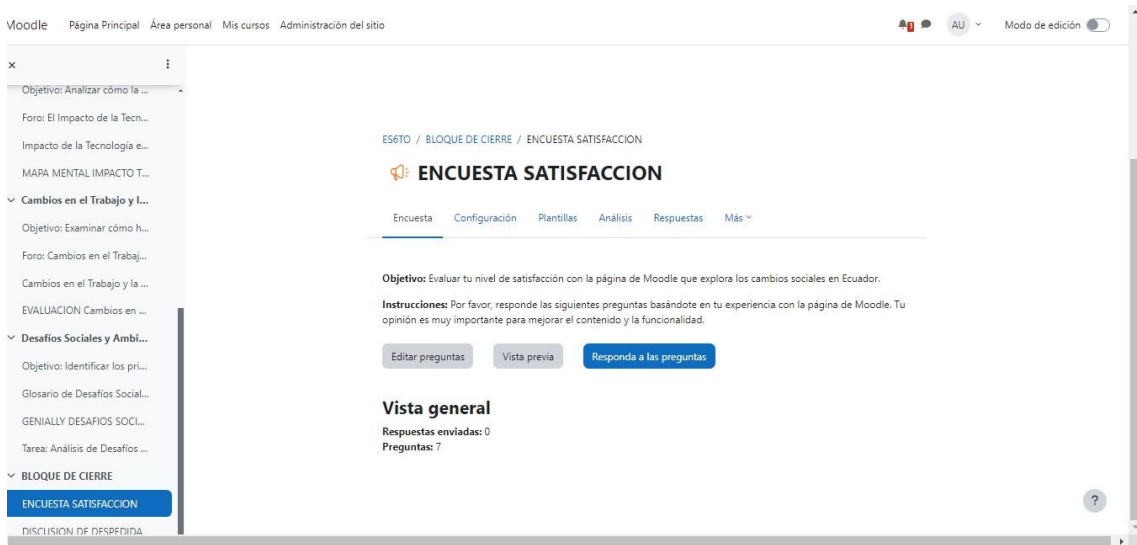 Moodle Página Principal Área personal Mis cursos Administración del sitio AU Modo de edición
Objetivo: Analizar cómo la ...
Foro: El Impacto de la Tecn...
Impacto de la Tecnología e...
MAPA MENTAL IMPACTO T...
Cambios en el Trabajo y l...
Objetivo: Examinar cómo h...
Foro: Cambios en el Trabaj...
Cambios en el Trabajo y la ...
EVALUACION Cambios en ...
Desafíos Sociales y Ambi...
Objetivo: Identificar los pri...
Glosario de Desafíos Social...
GENIALLY DESAFIOS SOCI...
Tarea: Análisis de Desafíos ...
BLOQUE DE CIERRE
ENCUESTA SATISFACCION
DISCUSION DE DESPEDIDA
ES6TO / BLOQUE DE CIERRE / ENCUESTA SATISFACCION
ENCUESTA SATISFACCION
Encuesta Configuración Plantillas Análisis Respuestas Más
Objetivo: Evaluar tu nivel de satisfacción con la página de Moodle que explora los cambios sociales en Ecuador.
Instrucciones: Por favor, responde las siguientes preguntas basándote en tu experiencia con la página de Moodle. Tu
opinión es muy importante para mejorar el contenido y la funcionalidad.
Editar preguntas Vista previa Responda a las preguntas
Vista general
Respuestas enviadas: 0
Preguntas: 7
?